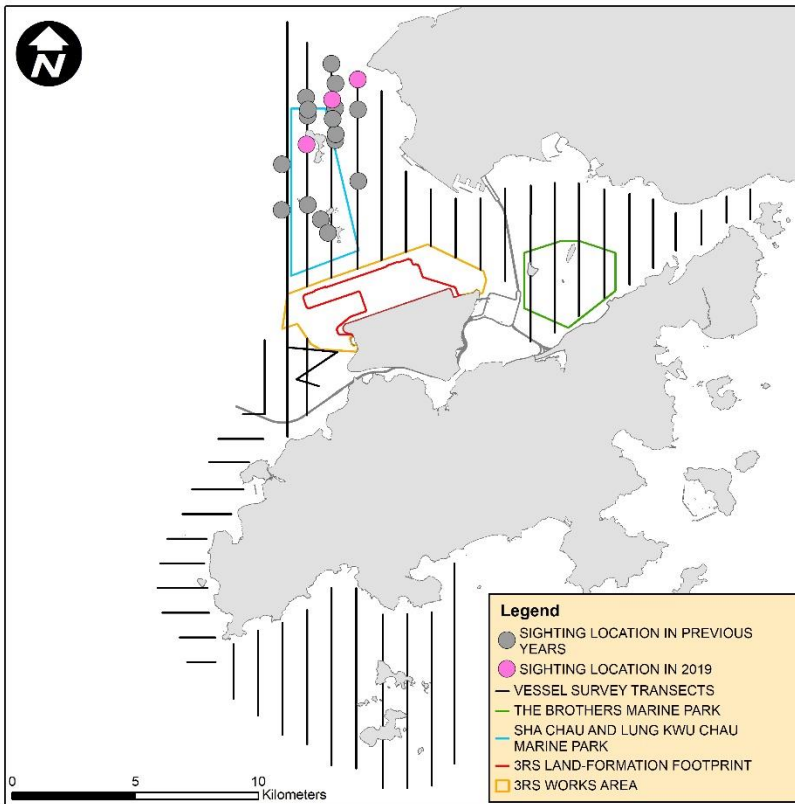 N
Legend
SIGHTING LOCATION IN PREVIOUS
YEARS
SIGHTING LOCATION IN 2019
VESSEL SURVEY TRANSECTS
THE BROTHERS MARINE PARK
SHA CHAU AND LUNG KWU CHAU
MARINE PARK
3RS LAND-FORMATION FOOTPRINT
3RS WORKS AREA
0 5 10
Kilometers